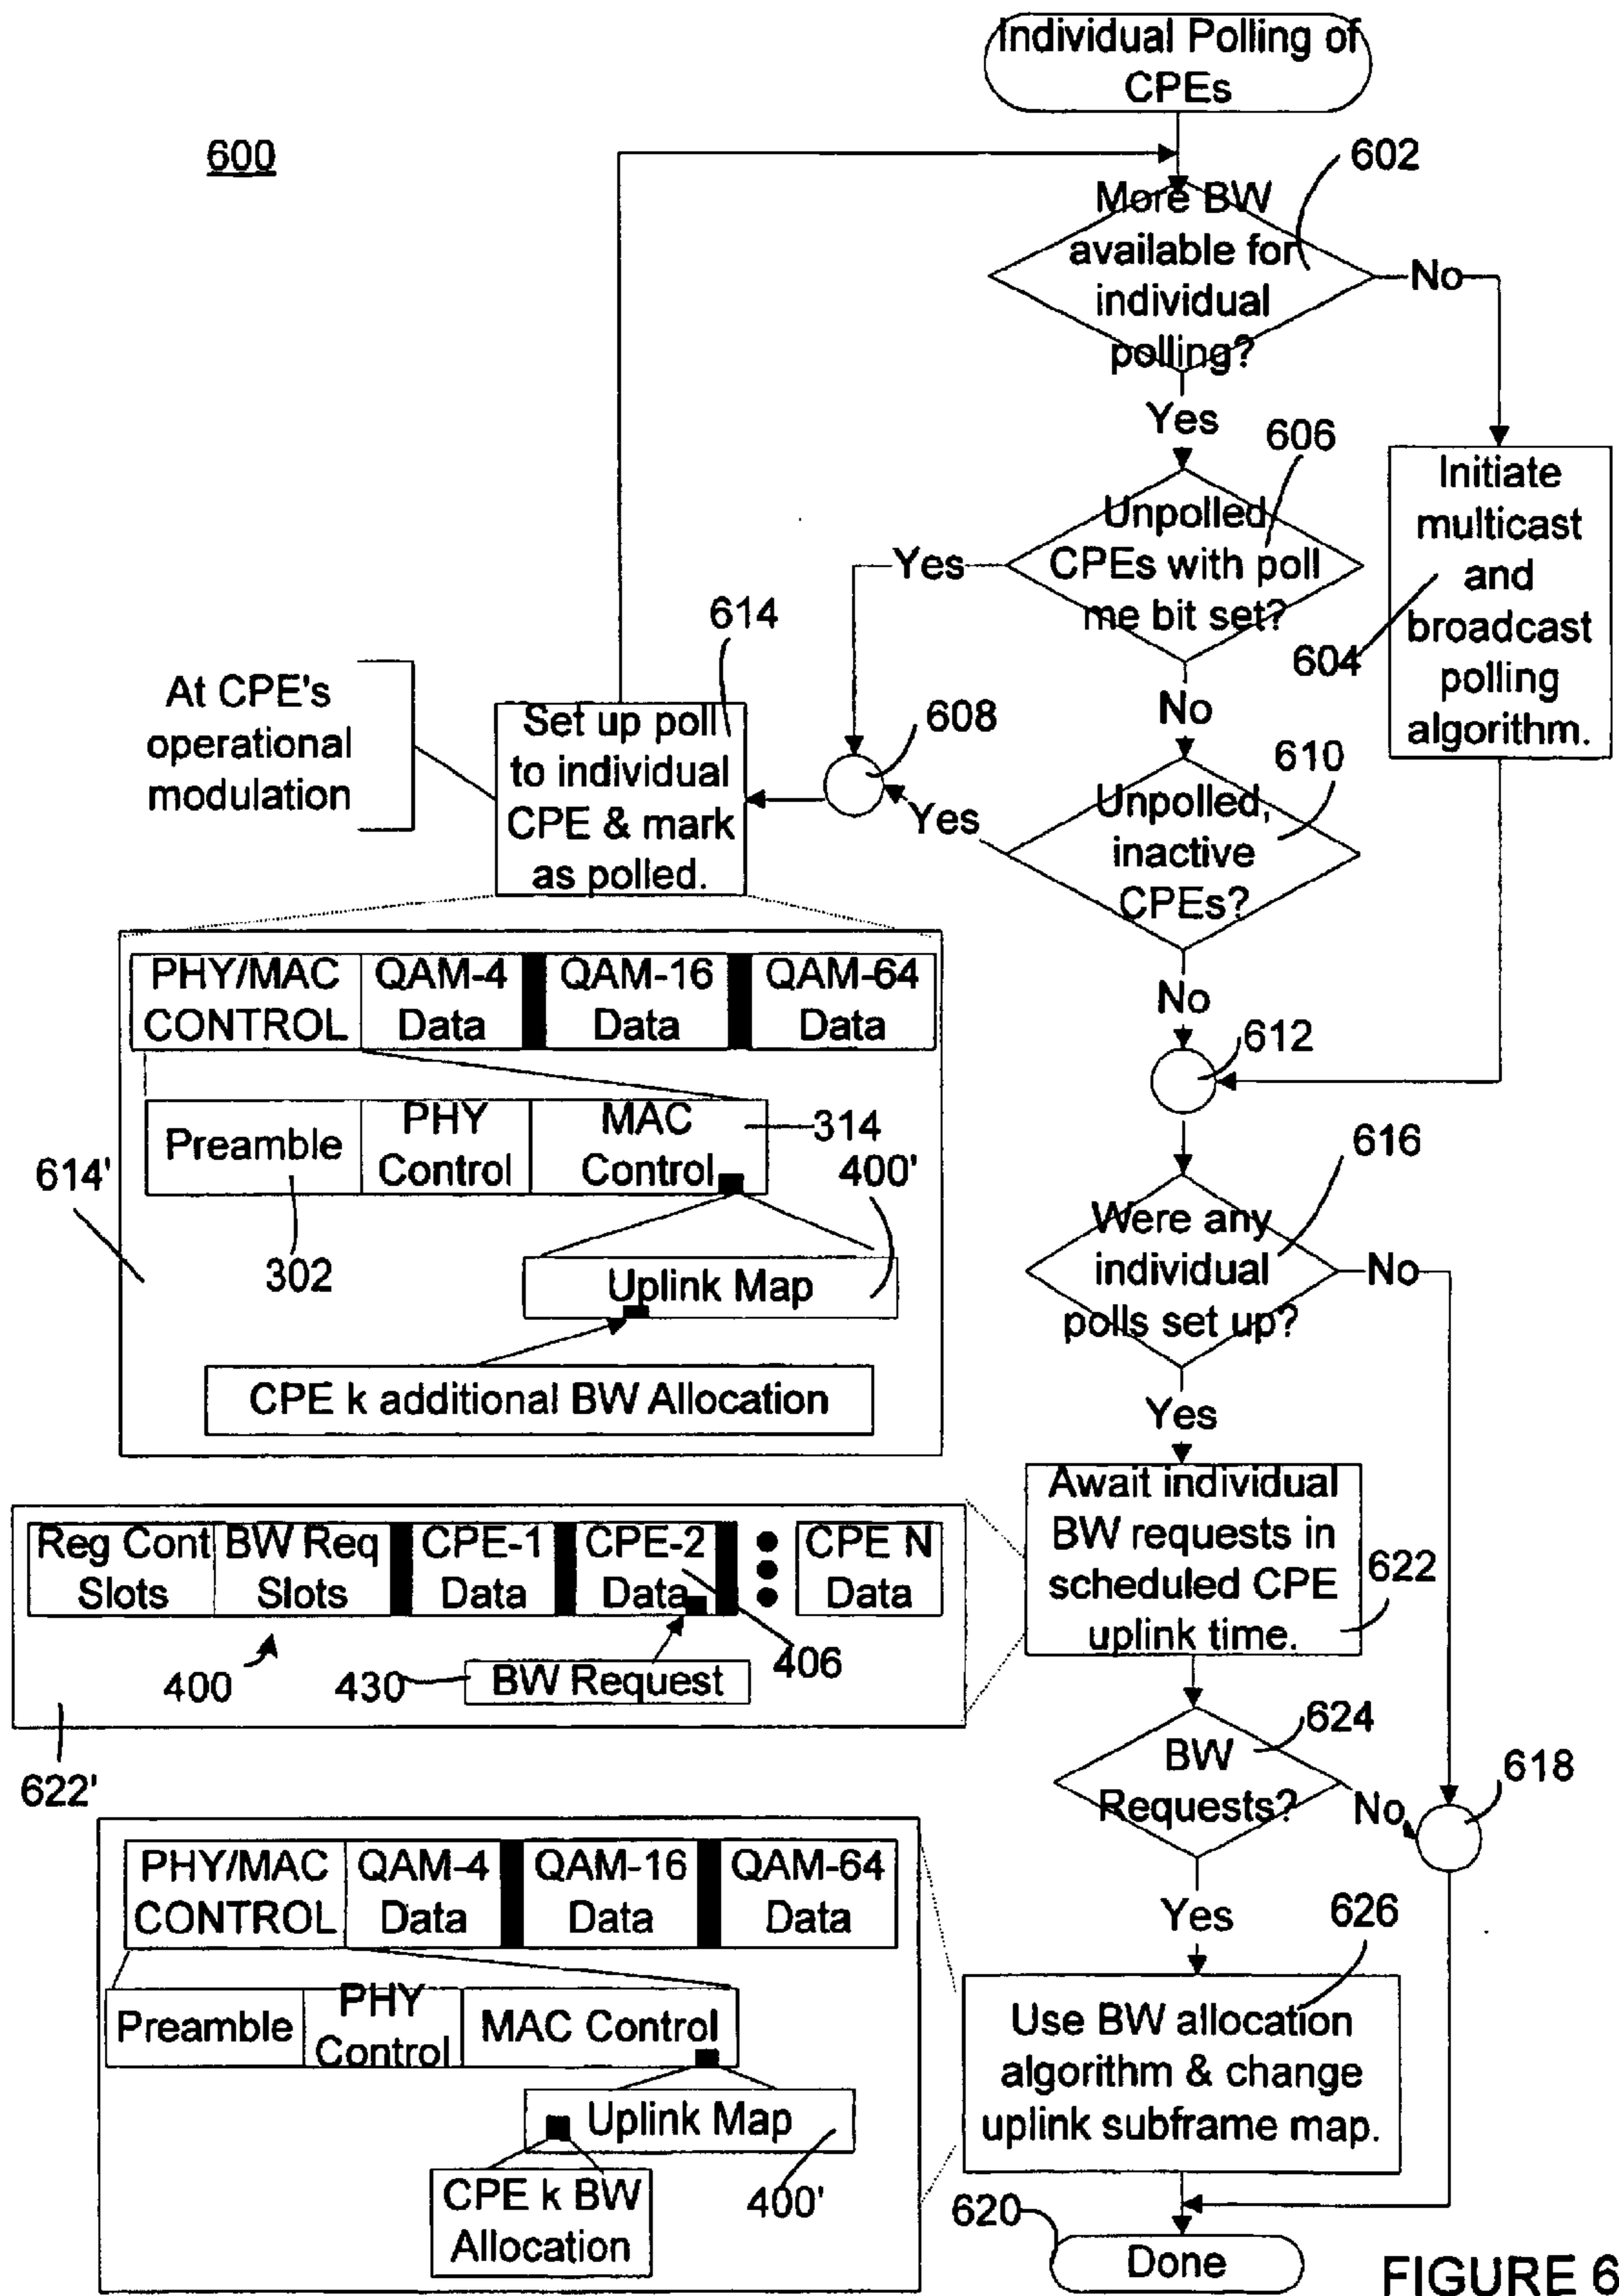 Individual Polling of
CPEs
600
602
More BW
available for
individual
polling?
No
Yes
606
Unpolled
CPEs with poll
me bit set?
Yes
Initiate
multicast
and
broadcast
polling
algorithm.
604
614
At CPE's
operational
modulation
Set up poll
to individual
CPE & mark
as polled.
608
No
610
Unpolled,
inactive
CPEs?
Yes
No
612
PHY/MAC
CONTROL
QAM-4
Data
QAM-16
Data
QAM-64
Data
Preamble
PHY
Control
MAC
Control
314
614'
302
400'
Uplink Map
CPE k additional BW Allocation
616
Were any
individual
polls set up?
No
Yes
Await individual
BW requests in
scheduled CPE
uplink time.
622
Reg Cont
Slots
BW Req
Slots
CPE-1
Data
CPE-2
Data
CPE N
Data
400
430
BW Request
406
622'
624
BW
Requests?
No
618
Yes
626
PHY/MAC
CONTROL
QAM-4
Data
QAM-16
Data
QAM-64
Data
Preamble
PHY
Control
MAC Control
Uplink Map
CPE k BW
Allocation
400'
Use BW allocation
algorithm & change
uplink subframe map.
620
Done
FIGURE 6